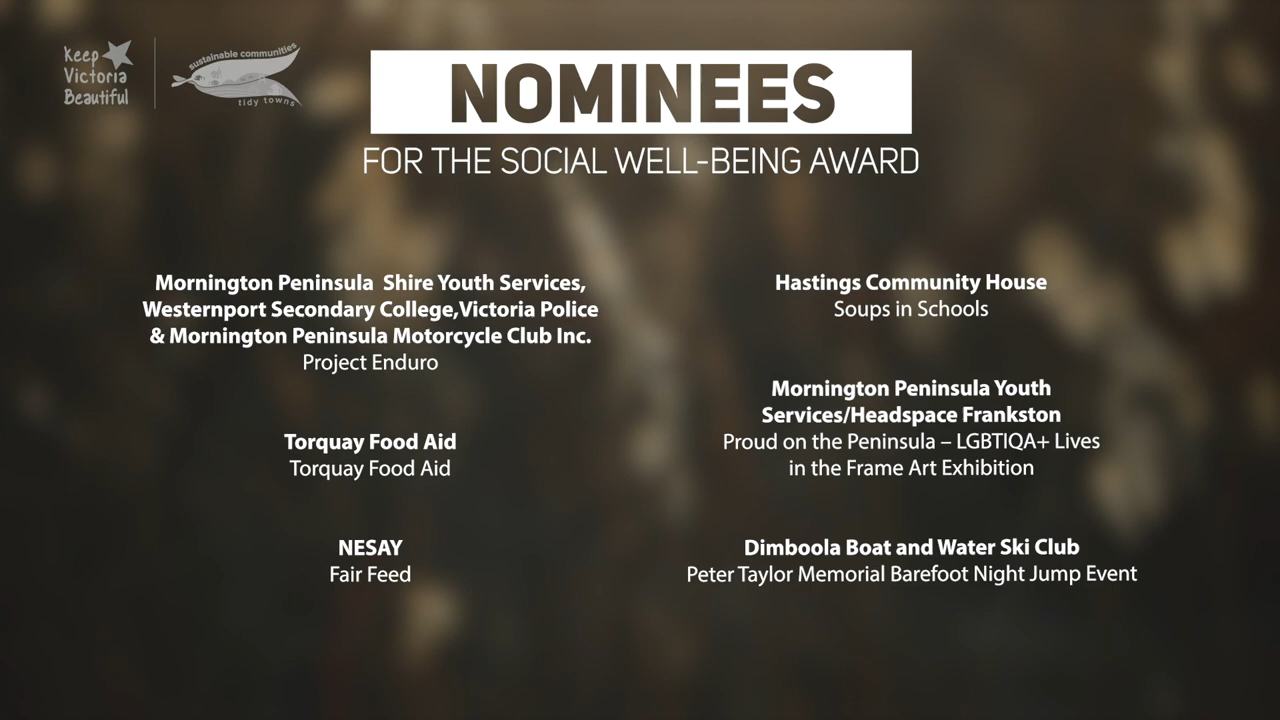 Keep
Victoria
Beautiful
sustainable communities
tidy towns
NOMINEES
FOR THE SOCIAL WELL-BEING AWARD
Mornington Peninsula  Shire Youth Services,
Westernport Secondary College,Victoria Police
& Mornington Peninsula Motorcycle Club Inc.
Project Enduro
Torquay Food Aid
Torquay Food Aid
NESAY
Fair Feed
Hastings Community House
Soups in Schools
Mornington Peninsula Youth
Services/Headspace Frankston
Proud on the Peninsula – LGBTIQA+ Lives
in the Frame Art Exhibition
Dimboola Boat and Water Ski Club
Peter Taylor Memorial Barefoot Night Jump Event